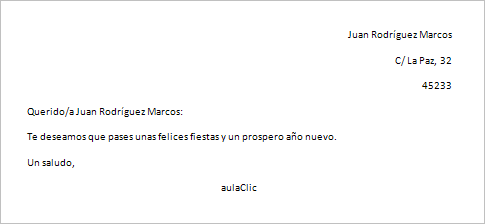 Juan Rodríguez Marcos
C/ La Paz, 32
45233
Querido/a Juan Rodríguez Marcos:
Te deseamos que pases unas felices fiestas y un prospero año nuevo.
Un saludo,
aulaClic